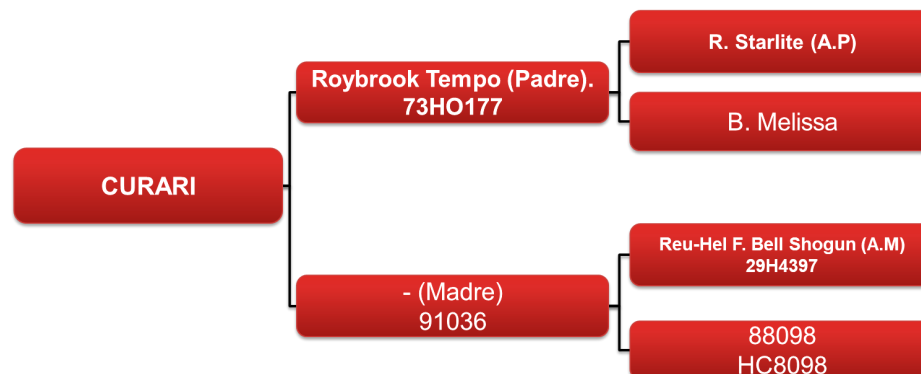 CURARI
Roybrook Tempo (Padre).
73HO177
R. Starlite (A.P)
B. Melissa
- (Madre)
91036
Reu-Hel F. Bell Shogun (A.M)
29H4397
88098
HC8098